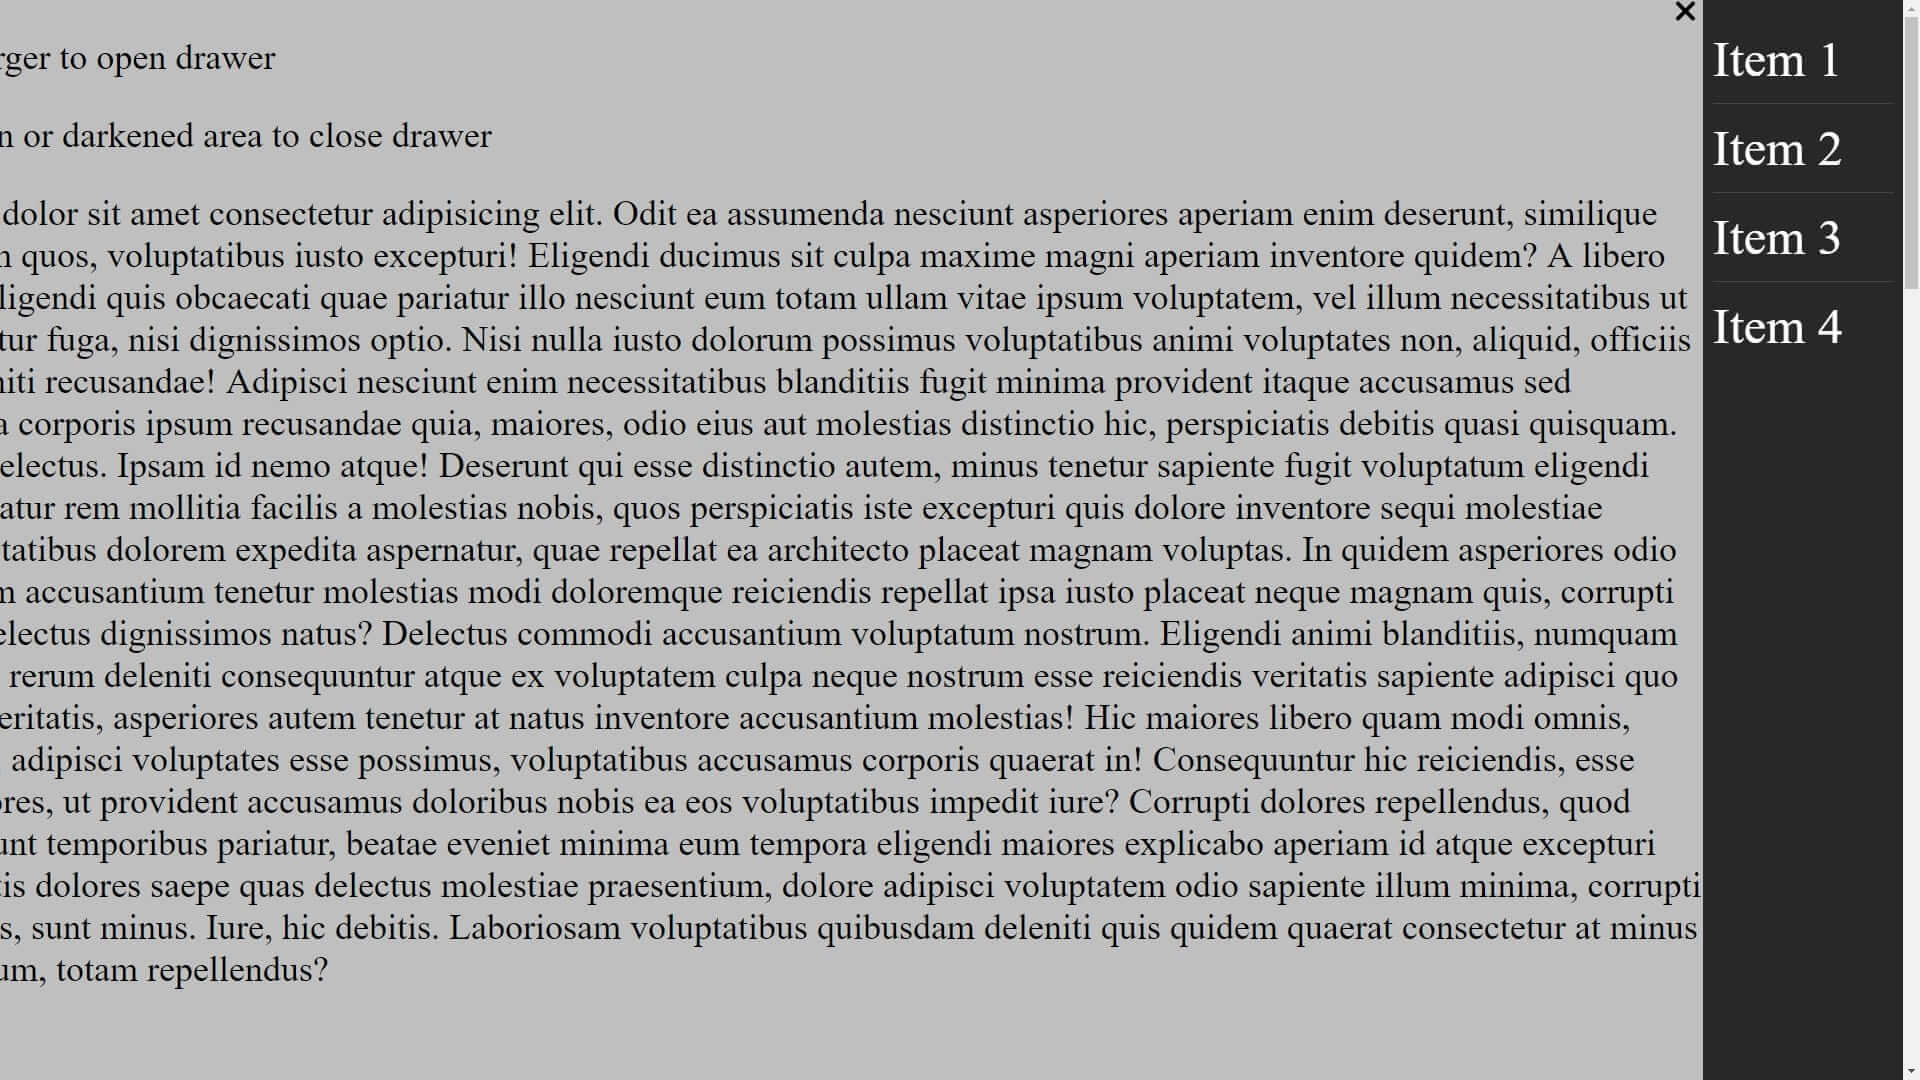 rger to open drawer
n or darkened area to close drawer
dolor sit amet consectetur adipisicing elit. Odit ea assumenda nesciunt asperiores aperiam enim deserunt, similique
n quos, voluptatibus iusto excepturi! Eligendi ducimus sit culpa maxime magni aperiam inventore quidem? A libero
ligendi quis obcaecati quae pariatur illo nesciunt eum totam ullam vitae ipsum voluptatem, vel illum necessitatibus ut
tur fuga, nisi dignissimos optio. Nisi nulla iusto dolorum possimus voluptatibus animi voluptates non, aliquid, officiis
niti recusandae! Adipisci nesciunt enim necessitatibus blanditiis fugit minima provident itaque accusamus sed
a corporis ipsum recusandae quia, maiores, odio eius aut molestias distinctio hic, perspiciatis debitis quasi quisquam.
electus. Ipsam id nemo atque! Deserunt qui esse distinctio autem, minus tenetur sapiente fugit voluptatum eligendi
atur rem mollitia facilis a molestias nobis, quos perspiciatis iste excepturi quis dolore inventore sequi molestiae
tatibus dolorem expedita aspernatur, quae repellat ea architecto placeat magnam voluptas. In quidem asperiores odio
m accusantium tenetur molestias modi doloremque reiciendis repellat ipsa iusto placeat neque magnam quis, corrupti
electus dignissimos natus? Delectus commodi accusantium voluptatum nostrum. Eligendi animi blanditiis, numquam
rerum deleniti consequuntur atque ex voluptatem culpa neque nostrum esse reiciendis veritatis sapiente adipisci quo
eritatis, asperiores autem tenetur at natus inventore accusantium molestias! Hic maiores libero quam modi omnis,
adipisci voluptates esse possimus, voluptatibus accusamus corporis quaerat in! Consequuntur hic reiciendis, esse
ores, ut provident accusamus doloribus nobis ea eos voluptatibus impedit iure? Corrupti dolores repellendus, quod
unt temporibus pariatur, beatae eveniet minima eum tempora eligendi maiores explicabo aperiam id atque excepturi
tis dolores saepe quas delectus molestiae praesentium, dolore adipisci voluptatem odio sapiente illum minima, corrupti
s, sunt minus. Iure, hic debitis. Laboriosam voluptatibus quibusdam deleniti quis quidem quaerat consectetur at minus
um, totam repellendus?
Item 1
Item 2
Item 3
Item 4